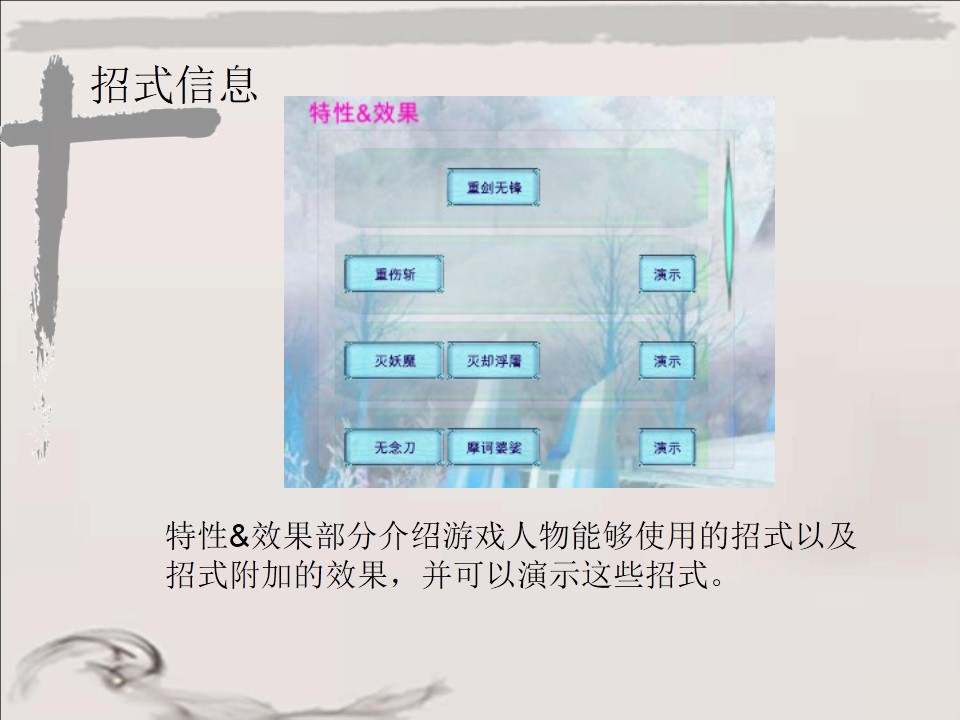 招式信息
特性&效果
重剑无锋
重伤斩 演示
灭妖魔 灭却浮屠 演示
无念刀 摩诃婆娑 演示
特性&效果部分介绍游戏人物能够使用的招式以及
招式附加的效果，并可以演示这些招式。